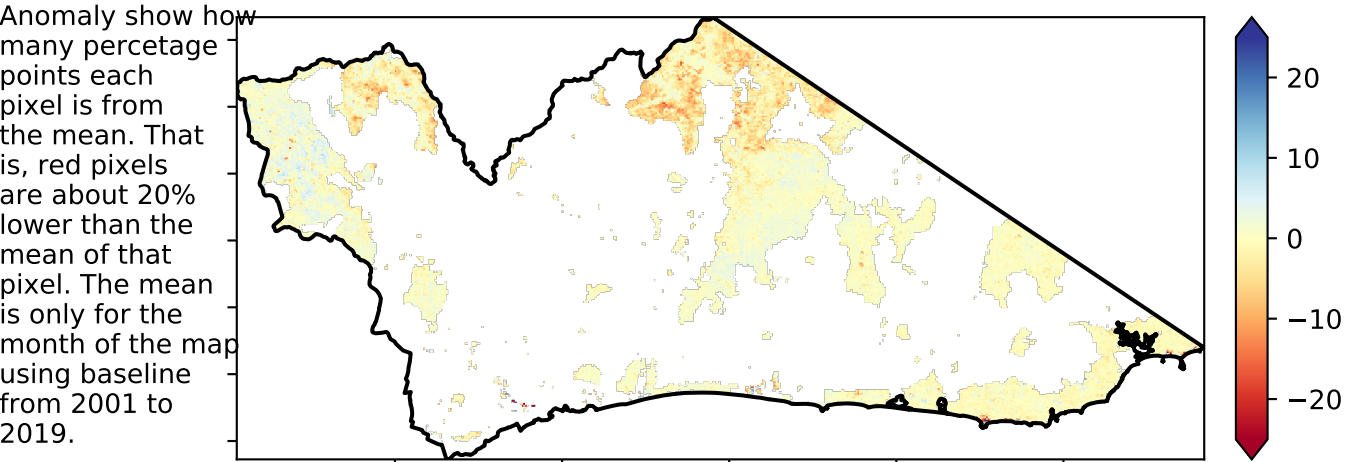 Anomaly show how
many percetage
points each
pixel is from
the mean. That
is, red pixels
are about 20%
lower than the
mean of that
pixel. The mean
is only for the
month of the map
using baseline
from 2001 to
2019.
20
10
0
−10
−20